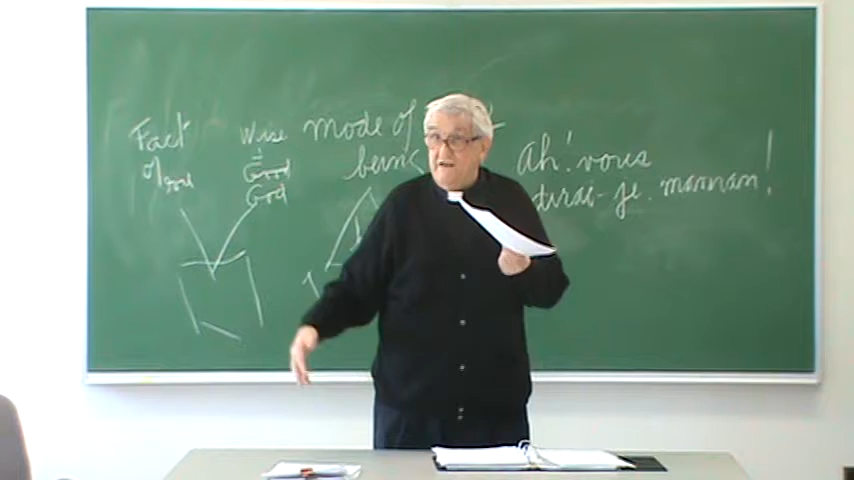 Fact
of God
Wise
=
Good
God
mode of
being
Ah! vous
dirai-je. maman!